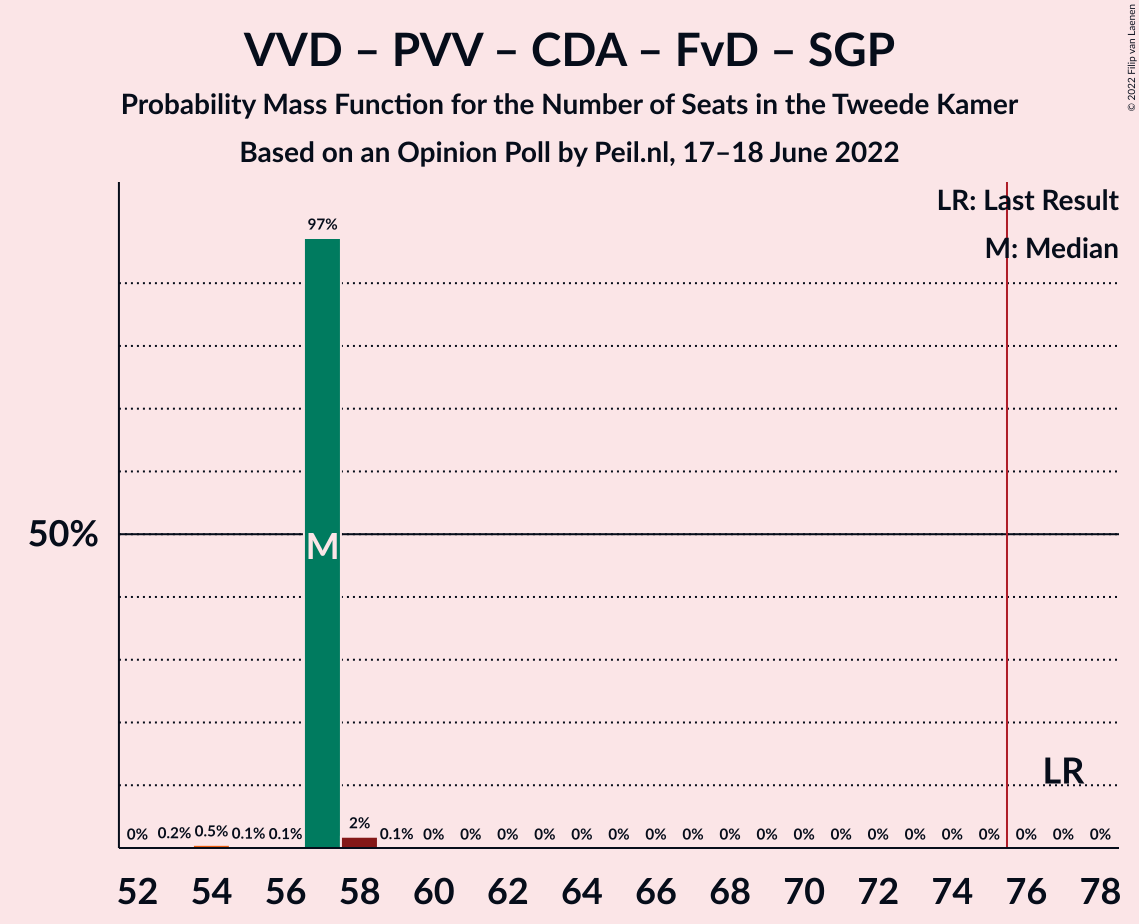 VVD – PVV – CDA – FvD – SGP
Probability Mass Function for the Number of Seats in the Tweede Kamer
Based on an Opinion Poll by Peil.nl, 17–18 June 2022
© 2022 Filip van Laenen
LR: Last Result
M: Median
97%
50%
M
LR
0% 0.2% 0.5% 0.1% 0.1% 2% 0.1% 0% 0% 0% 0% 0% 0% 0% 0% 0% 0% 0% 0% 0% 0% 0% 0% 0% 0% 0%
52 54 56 58 60 62 64 66 68 70 72 74 76 78